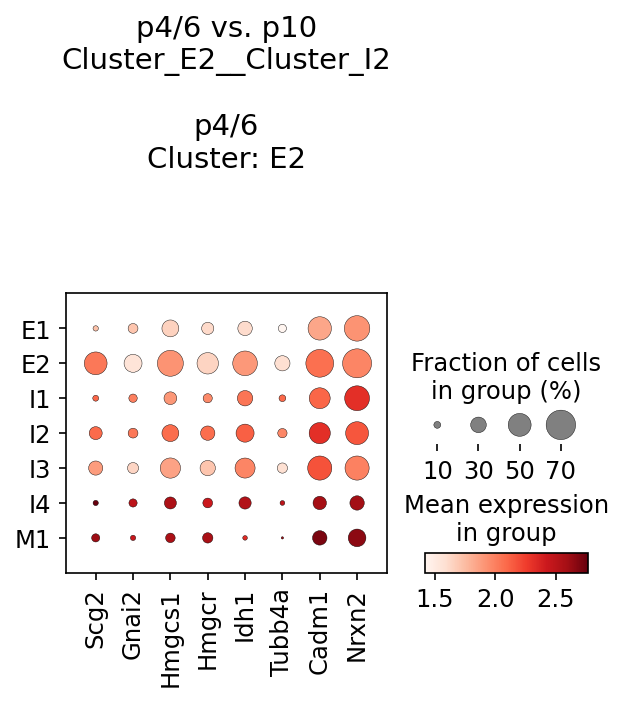 p4/6 vs. p10
Cluster_E2__Cluster_I2
p4/6
Cluster: E2
E1
E2
I1
I2
I3
I4
M1
Scg2
Gnai2
Hmgcs1
Hmgcr
Idh1
Tubb4a
Cadm1
Nrxn2
Fraction of cells
in group (%)
10 30 50 70
Mean expression
in group
1.5 2.0 2.5